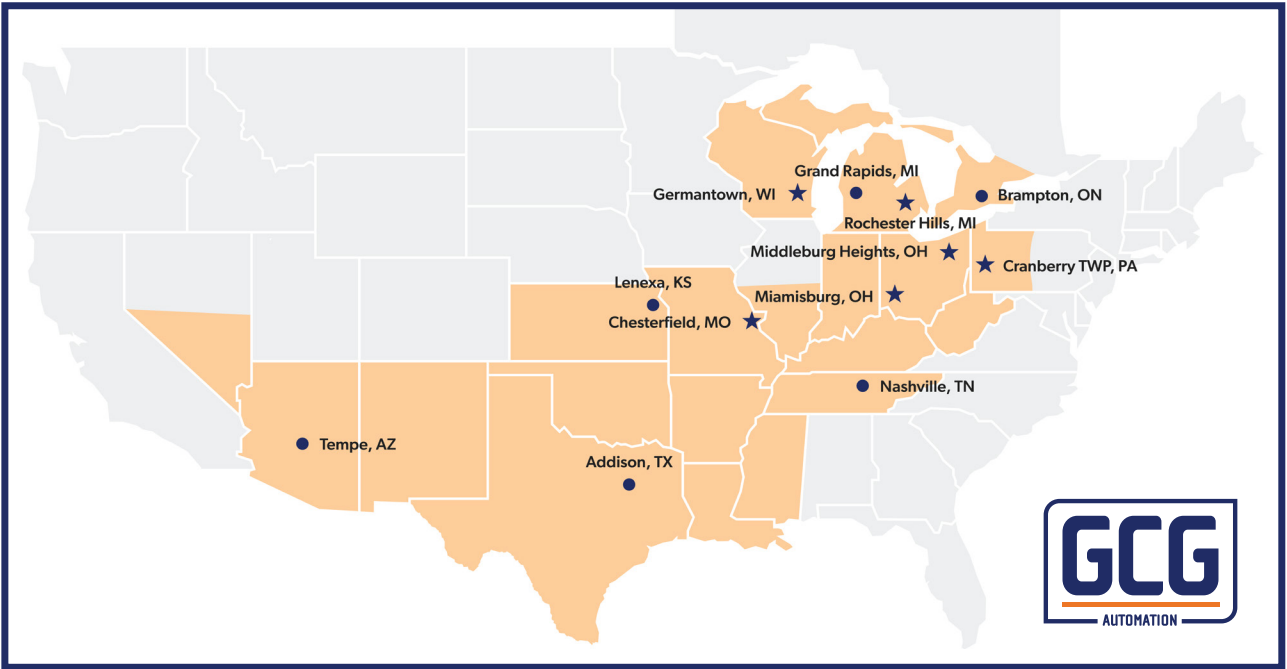 Grand Rapids, MI
Germantown, WI
Brampton, ON
Rochester Hills, MI
Middleburg Heights, OH
Cranberry TWP, PA
Lenexa, KS
Miamisburg, OH
Chesterfield, MO
Nashville, TN
Tempe, AZ
Addison, TX
GCG
AUTOMATION